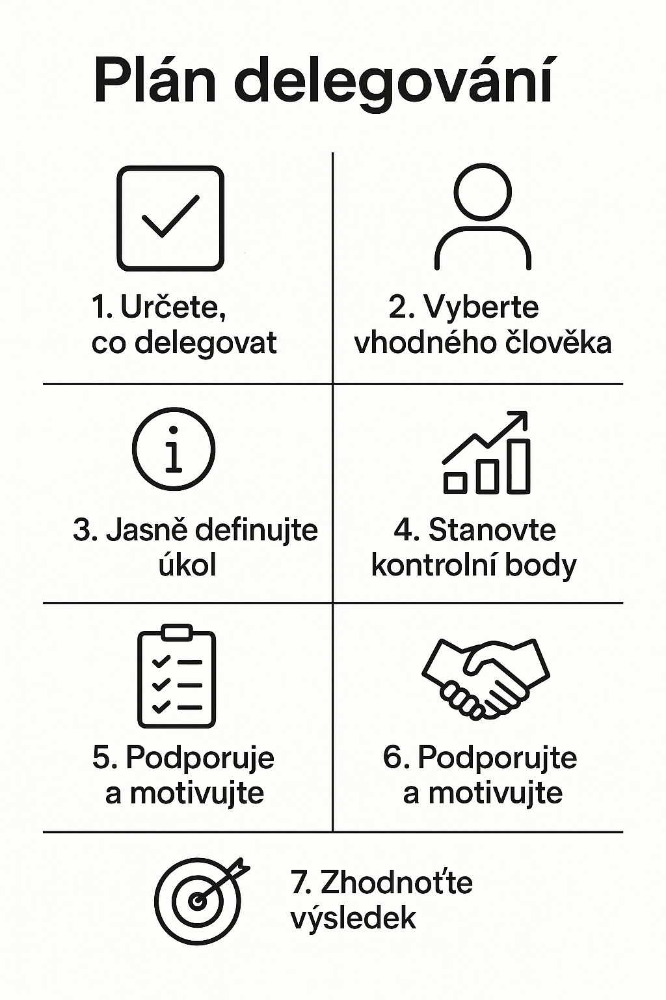 Plán delegování
1. Určete,
co delegovat
2. Vyberte
vhodného člověka
3. Jasně definujte
úkol
4. Stanovte
kontrolní body
5. Podporuje
a motivujte
6. Podporujte
a motivujte
7. Zhodnoťte
výsledek